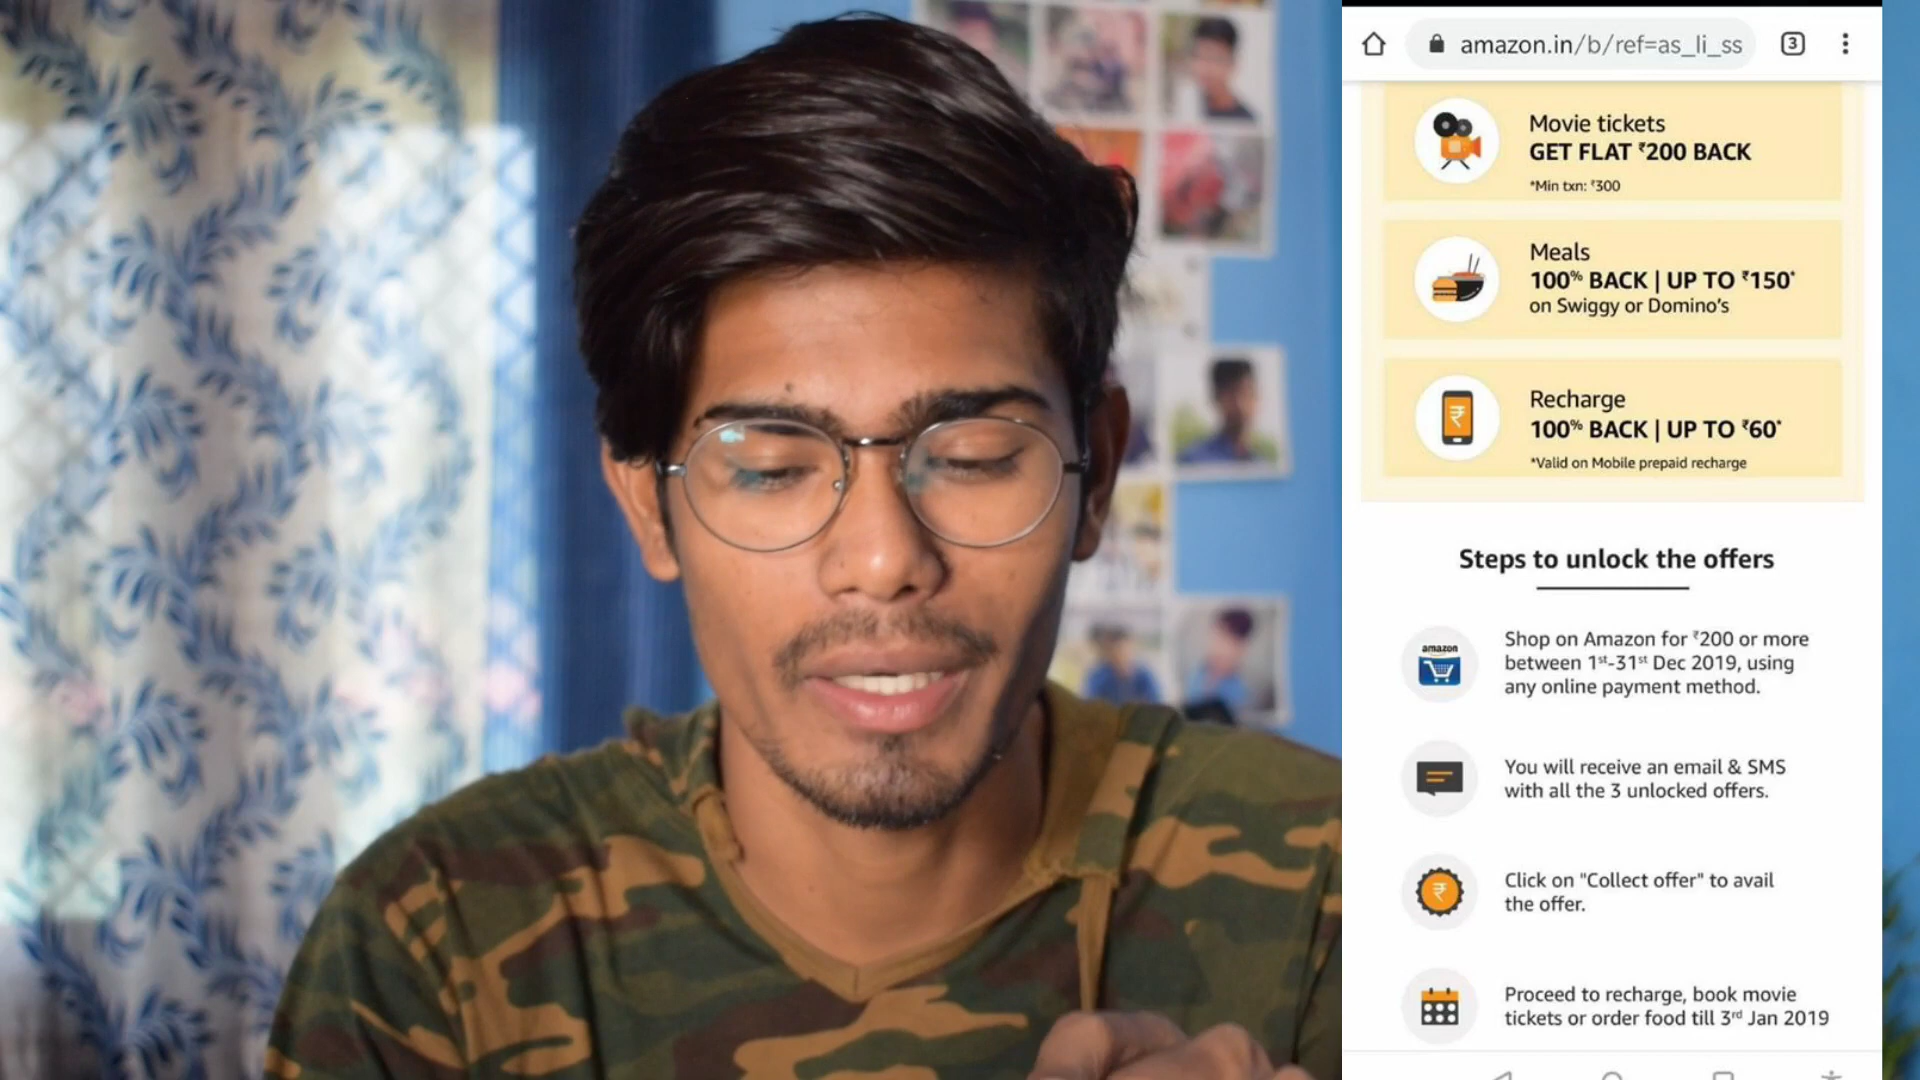 amazon.in/b/ref=as_li_ss
3
Movie tickets
GET FLAT ₹200 BACK
*Min txn: ₹300
Meals
100% BACK | UP TO ₹150*
on Swiggy or Domino's
Recharge
100% BACK | UP TO ₹60*
*Valid on Mobile prepaid recharge
Steps to unlock the offers
amazon
Shop on Amazon for ₹200 or more
between 1st-31st Dec 2019, using
any online payment method.
You will receive an email & SMS
with all the 3 unlocked offers.
Click on "Collect offer" to avail
the offer.
Proceed to recharge, book movie
tickets or order food till 3rd Jan 2019